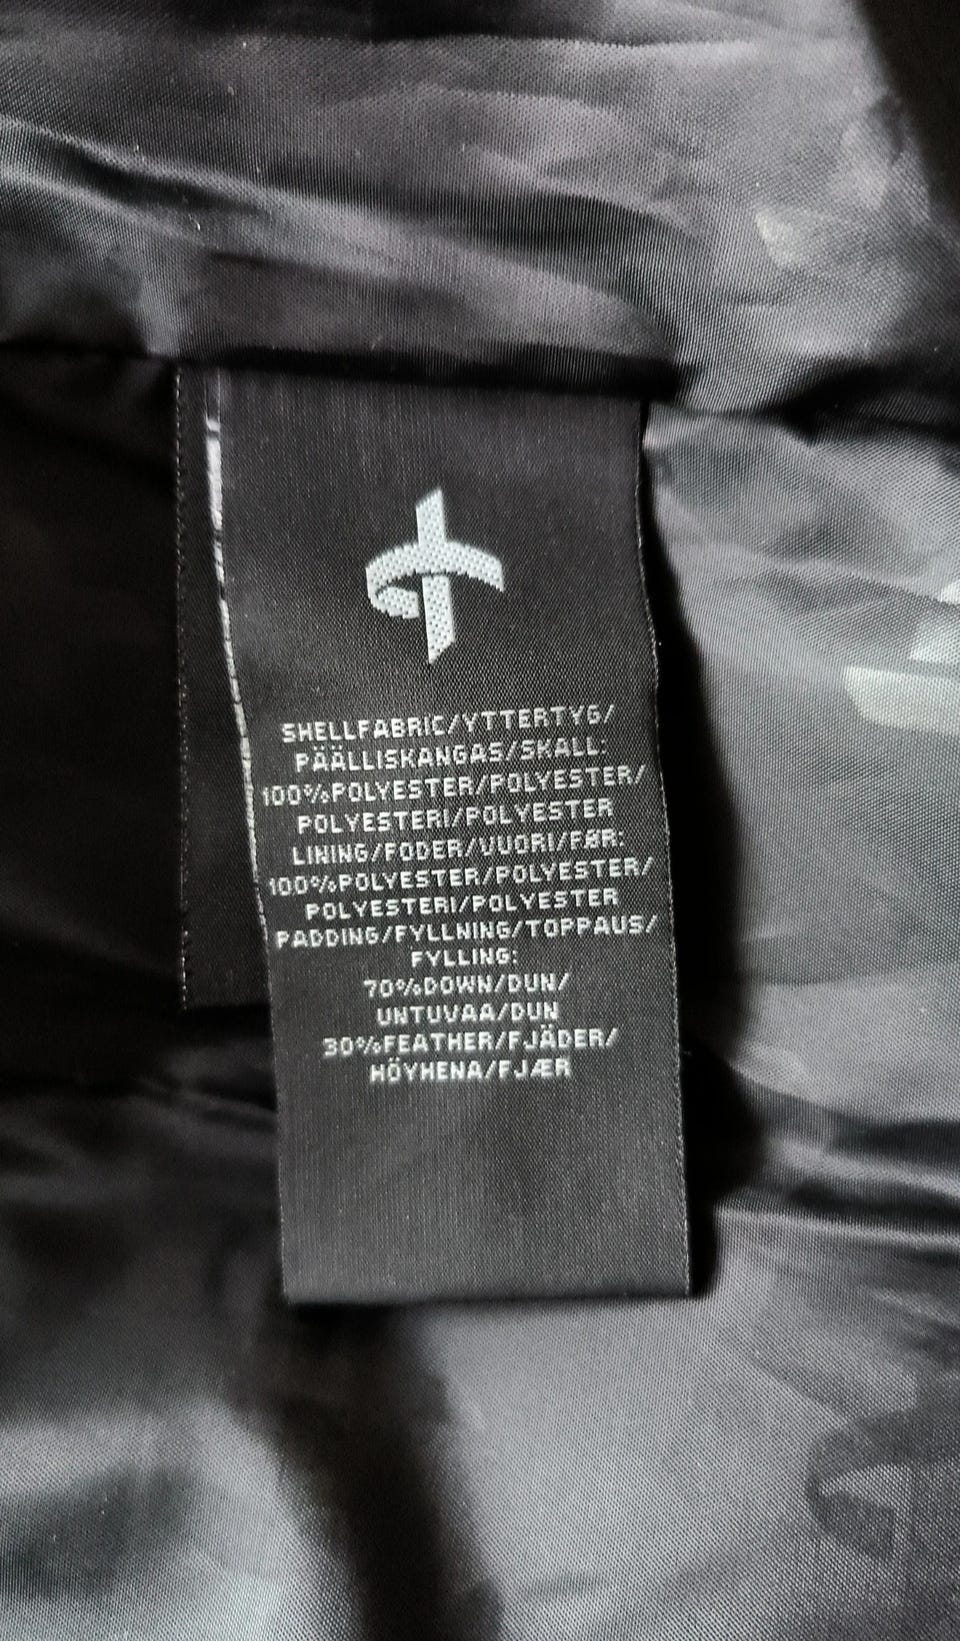 SHELLFABRIC/YTTERTYG/
PÄÄLLISKANGAS/SKALL:
100%POLYESTER/POLYESTER/
POLYESTERI/POLYESTER
LINING/FODER/VUORI/FØR:
100%POLYESTER/POLYESTER/
POLYESTERI/POLYESTER
PADDING/FYLLNING/TOPPAUS/
FYLLING:
70%DOWN/DUN/
UNTUVAA/DUN
30%FEATHER/FJÄDER/
HÖYHENA/FJÆR